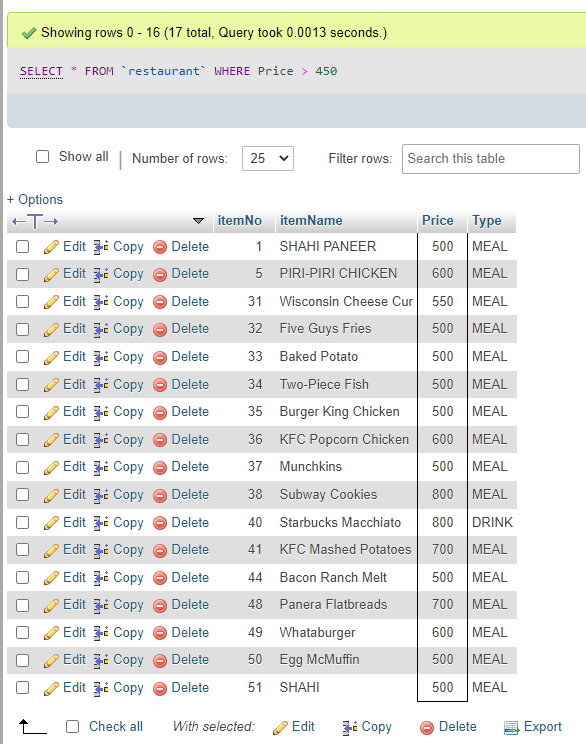 Showing rows 0 - 16 (17 total, Query took 0.0013 seconds.)
SELECT * FROM `restaurant` WHERE Price > 450
Show all | Number of rows: 25 Filter rows: Search this table
+ Options
←T→ itemNo itemName Price Type
Edit Copy Delete 1 SHAHI PANEER 500 MEAL
Edit Copy Delete 5 PIRI-PIRI CHICKEN 600 MEAL
Edit Copy Delete 31 Wisconsin Cheese Cur 550 MEAL
Edit Copy Delete 32 Five Guys Fries 500 MEAL
Edit Copy Delete 33 Baked Potato 500 MEAL
Edit Copy Delete 34 Two-Piece Fish 500 MEAL
Edit Copy Delete 35 Burger King Chicken 500 MEAL
Edit Copy Delete 36 KFC Popcorn Chicken 600 MEAL
Edit Copy Delete 37 Munchkins 500 MEAL
Edit Copy Delete 38 Subway Cookies 800 MEAL
Edit Copy Delete 40 Starbucks Macchiato 800 DRINK
Edit Copy Delete 41 KFC Mashed Potatoes 700 MEAL
Edit Copy Delete 44 Bacon Ranch Melt 500 MEAL
Edit Copy Delete 48 Panera Flatbreads 700 MEAL
Edit Copy Delete 49 Whataburger 600 MEAL
Edit Copy Delete 50 Egg McMuffin 500 MEAL
Edit Copy Delete 51 SHAHI 500 MEAL
Check all With selected: Edit Copy Delete Export